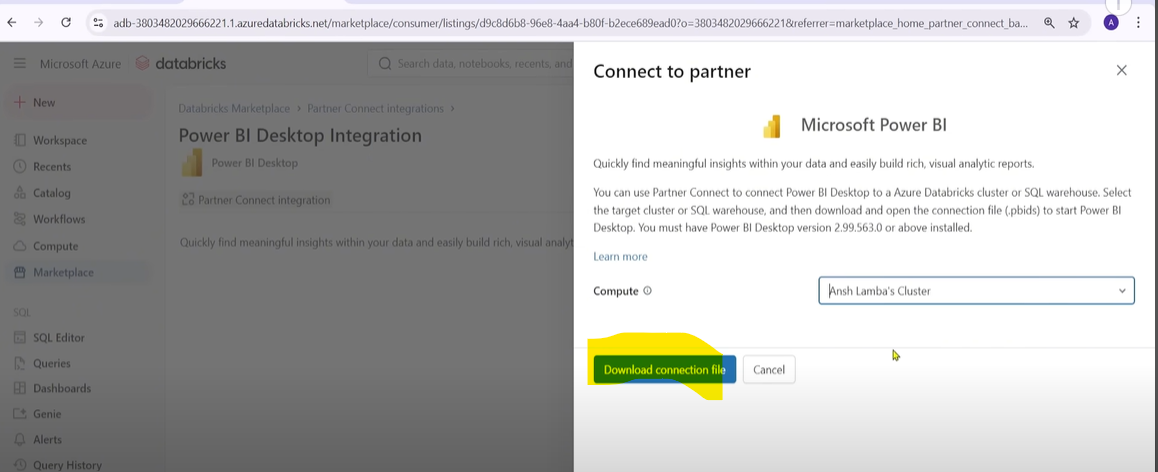 adb-3803482029666221.1.azuredatabricks.net/marketplace/consumer/listings/d9c8d6b8-96e8-4aa4-b80f-b2ece689ead0?o=3803482029666221&referrer=marketplace_home_partner_connect_ba...
A
Microsoft Azure
databricks
Search data, notebooks, recents, and
New
Workspace
Recents
Catalog
Workflows
Compute
Marketplace
SQL
SQL Editor
Queries
Dashboards
Genie
Alerts
Query History
Databricks Marketplace > Partner Connect integrations >
Power BI Desktop Integration
Power BI Desktop
Partner Connect integration
Quickly find meaningful insights within your data and easily build rich, visual analyt
Connect to partner
Microsoft Power BI
Quickly find meaningful insights within your data and easily build rich, visual analytic reports.
You can use Partner Connect to connect Power BI Desktop to a Azure Databricks cluster or SQL warehouse. Select
the target cluster or SQL warehouse, and then download and open the connection file (.pbids) to start Power BI
Desktop. You must have Power BI Desktop version 2.99.563.0 or above installed.
Learn more
Compute
Ansh Lamba's Cluster
Download connection file
Cancel